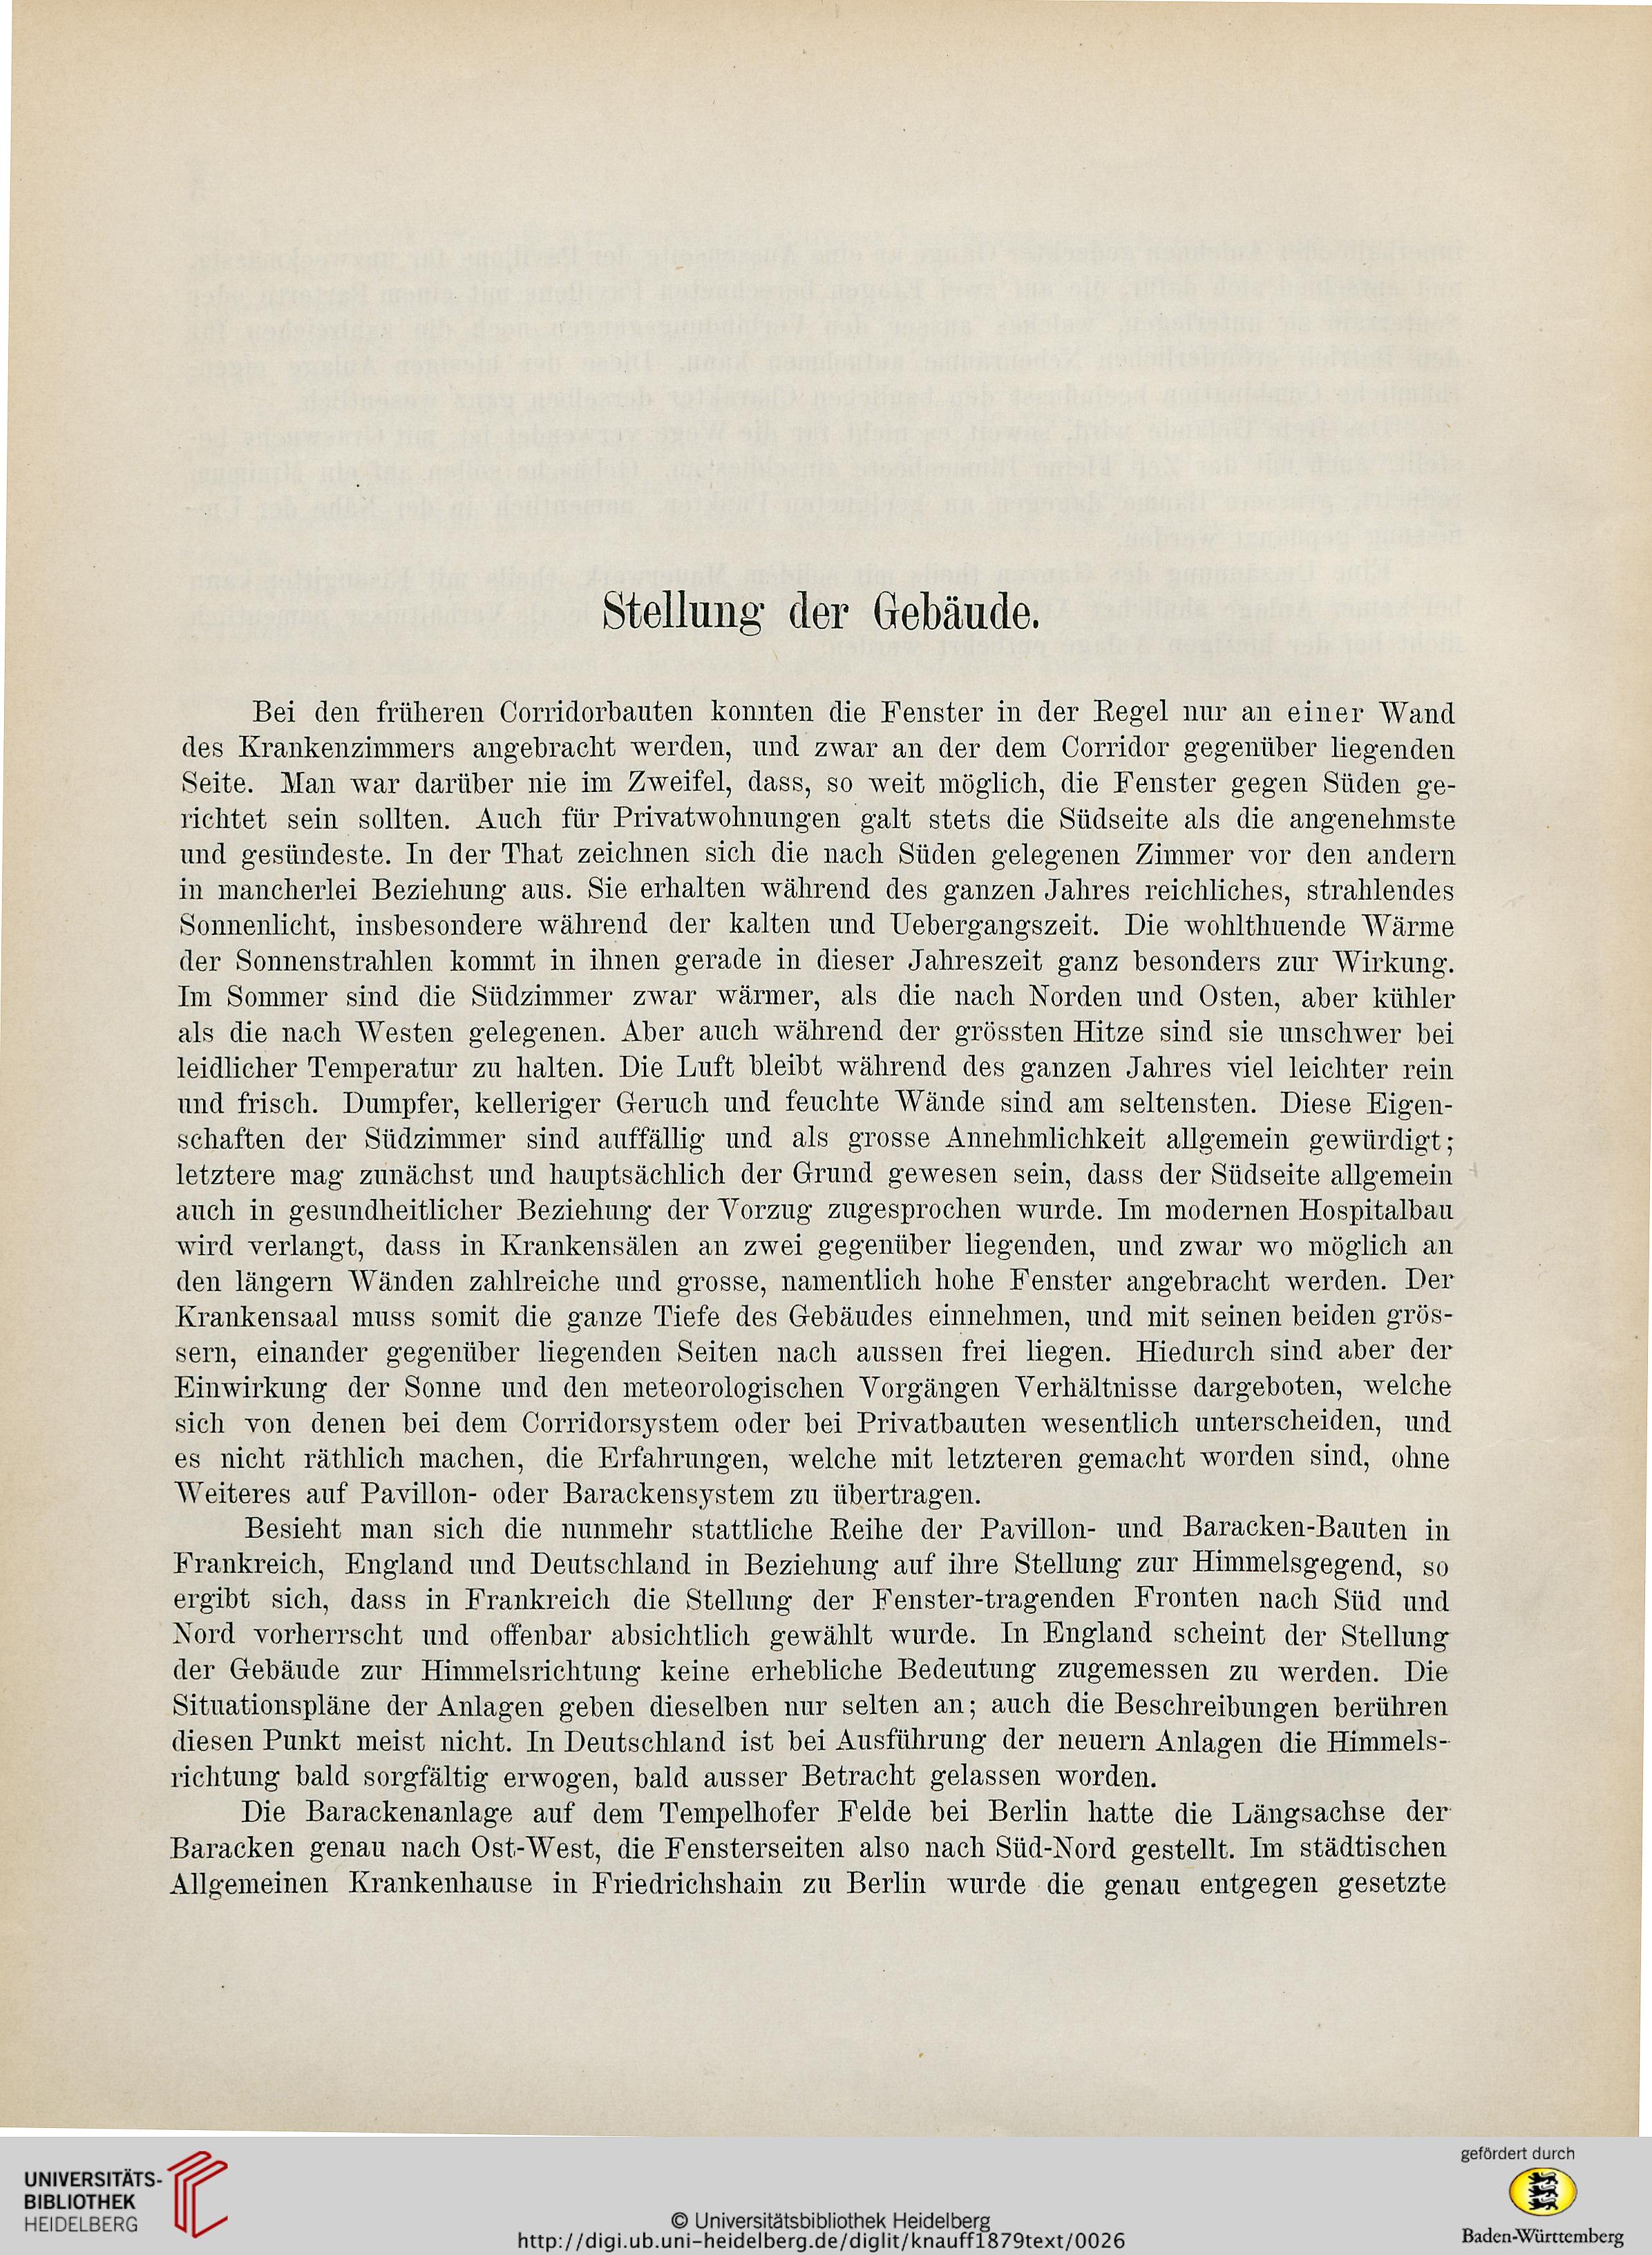 Stellung der Gebäude.
Bei den früheren Corridorbauten konnten die Fenster in der Regel nur an einer Wand
des Krankenzimmers angebracht werden, und zwar an der dem Corridor gegenüber liegenden
Seite. Man war darüber nie im Zweifel, dass, so weit möglich, die Fenster gegen Süden ge-
richtet sein sollten. Auch für Privatwohnungen galt stets die Südseite als die angenehmste
und gesündeste. In der That zeichnen sich die nach Süden gelegenen Zimmer vor den andern
in mancherlei Beziehung aus. Sie erhalten während des ganzen Jahres reichliches, strahlendes
Sonnenlicht, insbesondere während der kalten und Uebergangszeit. Die wohlthuende Wärme
der Sonnenstrahlen kommt in ihnen gerade in dieser Jahreszeit ganz besonders zur Wirkung.
Im Sommer sind die Südzimmer zwar wärmer, als die nach Norden und Osten, aber kühler
als die nach Westen gelegenen. Aber auch während der grössten Hitze sind sie unschwer bei
leidlicher Temperatur zu halten. Die Luft bleibt während des ganzen Jahres viel leichter rein
und frisch. Dumpfer, kelleriger Geruch und feuchte Wände sind am seltensten. Diese Eigen-
schaften der Südzimmer sind auffällig und als grosse Annehmlichkeit allgemein gewürdigt;
letztere mag zunächst und hauptsächlich der Grund gewesen sein, dass der Südseite allgemein
auch in gesundheitlicher Beziehung der Vorzug zugesprochen wurde. Im modernen Hospitalbau
wird verlangt, dass in Krankensälen an zwei gegenüber liegenden, und zwar wo möglich an
den längern Wänden zahlreiche und grosse, namentlich hohe Fenster angebracht werden. Der
Krankensaal muss somit die ganze Tiefe des Gebäudes einnehmen, und mit seinen beiden grös-
sern, einander gegenüber liegenden Seiten nach aussen frei liegen. Hiedurch sind aber der
Einwirkung der Sonne und den meteorologischen Vorgängen Verhältnisse dargeboten, welche
sich von denen bei dem Corridorsystem oder bei Privatbauten wesentlich unterscheiden, und
es nicht räthlich machen, die Erfahrungen, welche mit letzteren gemacht worden sind, ohne
Weiteres auf Pavillon- oder Barackensystem zu übertragen.
Besieht man sich die nunmehr stattliche Reihe der Pavillon- und Baracken-Bauten in
Frankreich, England und Deutschland in Beziehung auf ihre Stellung zur Himmelsgegend, so
ergibt sich, dass in Frankreich die Stellung der Fenster-tragenden Fronten nach Süd und
Nord vorherrscht und offenbar absichtlich gewählt wurde. In England scheint der Stellung
der Gebäude zur Himmelsrichtung keine erhebliche Bedeutung zugemessen zu werden. Die
Situationspläne der Anlagen geben dieselben nur selten an; auch die Beschreibungen berühren
diesen Punkt meist nicht. In Deutschland ist bei Ausführung der neuern Anlagen die Himmels-
richtung bald sorgfältig erwogen, bald ausser Betracht gelassen worden.
Die Barackenanlage auf dem Tempelhofer Felde bei Berlin hatte die Längsachse der
Baracken genau nach Ost-West, die Fensterseiten also nach Süd-Nord gestellt. Im städtischen
Allgemeinen Krankenhause in Friedrichshain zu Berlin wurde die genau entgegen gesetzte
UNIVERSITÄTS-
BIBLIOTHEK
HEIDELBERG
© Universitätsbibliothek Heidelberg
http://digi.ub.uni-heidelberg.de/diglit/knauff1879text/0026
gefördert durch
Baden-Württemberg